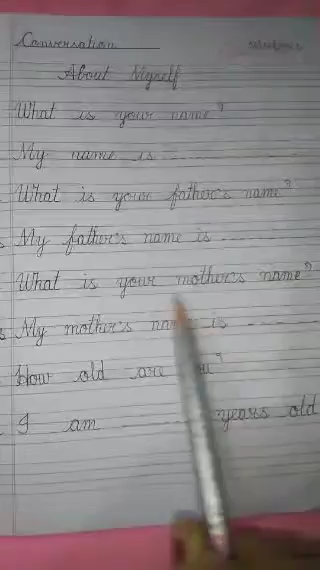 Conversation
About Myself
What is your name?
My name is ------
What is your father's name?
My father's name is ------
What is your mother's name?
My mother's name is ------
How old are ?
I am ------ years old